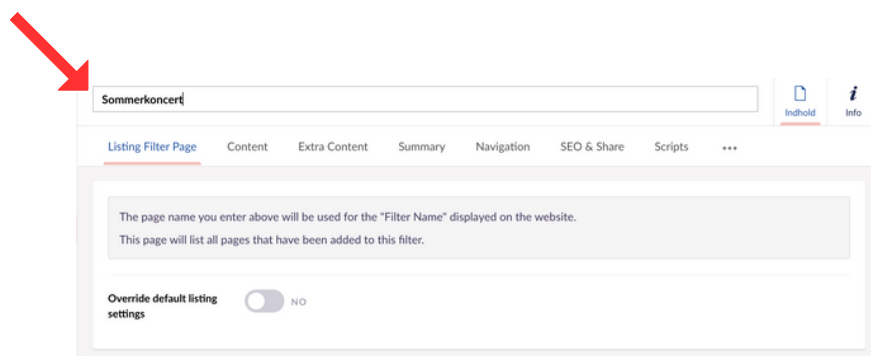 Sommerkoncert
Indhold
i
Info
Listing Filter Page Content Extra Content Summary Navigation SEO & Share Scripts •••
The page name you enter above will be used for the "Filter Name" displayed on the website.
This page will list all pages that have been added to this filter.
Override default listing
settings
NO